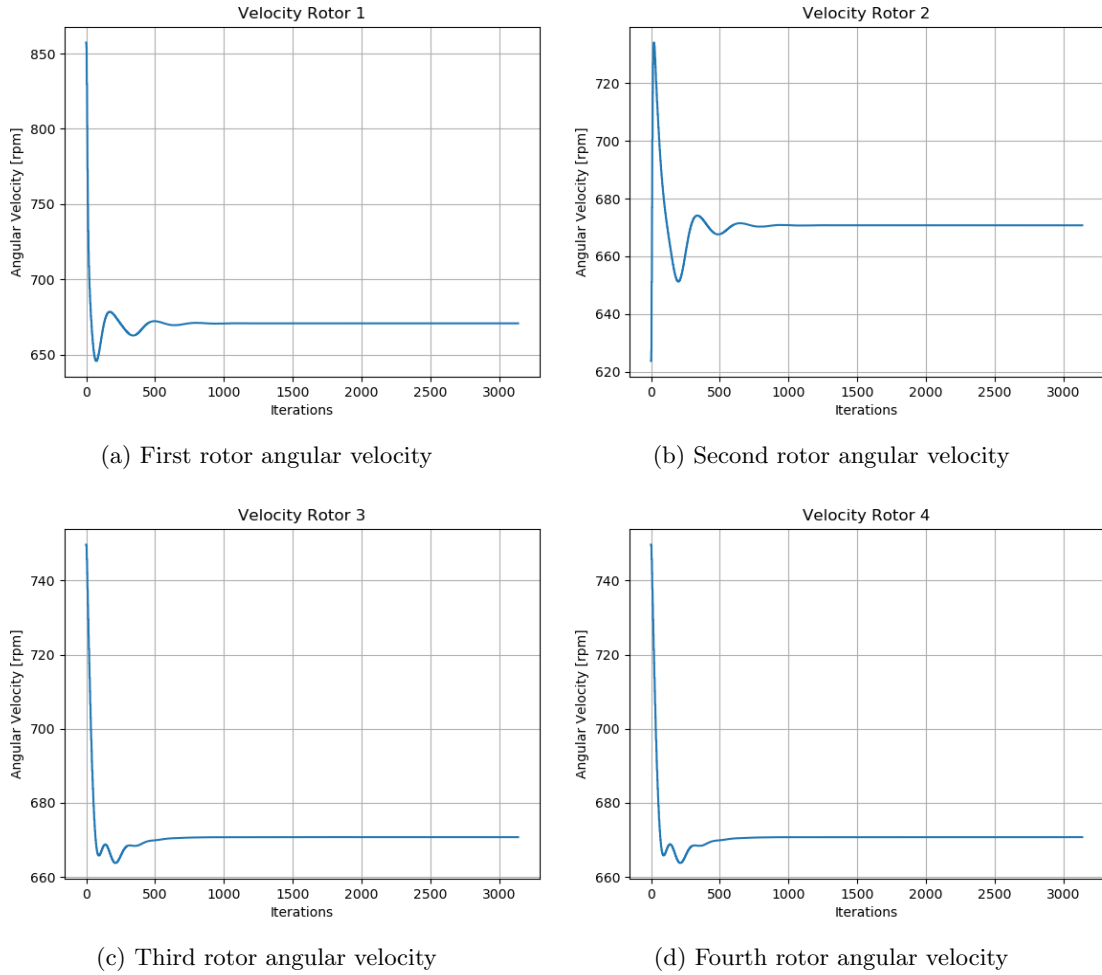 Velocity Rotor 1
Angular Velocity [rpm]
850
800
750
700
650
0 500 1000 1500 2000 2500 3000
Iterations
(a) First rotor angular velocity
Velocity Rotor 2
Angular Velocity [rpm]
720
700
680
660
640
620
0 500 1000 1500 2000 2500 3000
Iterations
(b) Second rotor angular velocity
Velocity Rotor 3
Angular Velocity [rpm]
740
720
700
680
660
0 500 1000 1500 2000 2500 3000
Iterations
(c) Third rotor angular velocity
Velocity Rotor 4
Angular Velocity [rpm]
740
720
700
680
660
0 500 1000 1500 2000 2500 3000
Iterations
(d) Fourth rotor angular velocity